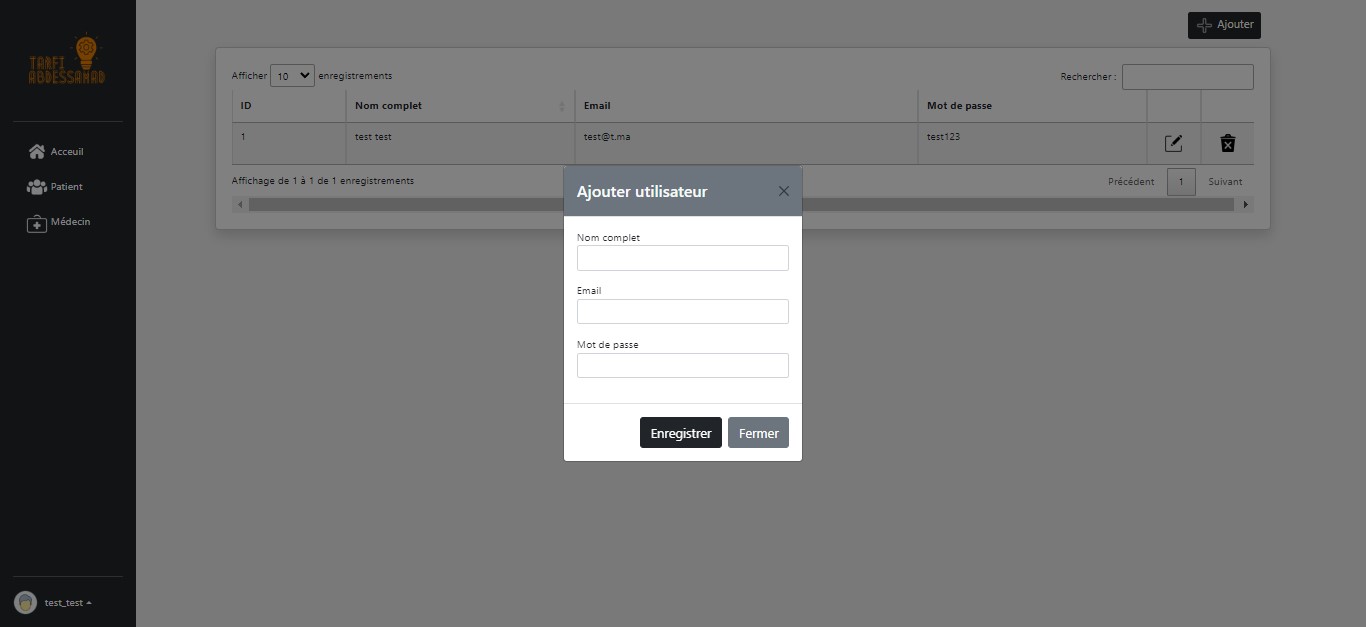 TARFI
ABDESSAMAD
Acceuil
Patient
Médecin
test_test
Ajouter
Afficher 10 enregistrements
Rechercher :
ID Nom complet Email Mot de passe
1 test test test@t.ma test123
Affichage de 1 à 1 de 1 enregistrements
Précédent 1 Suivant
Ajouter utilisateur
Nom complet
Email
Mot de passe
Enregistrer Fermer